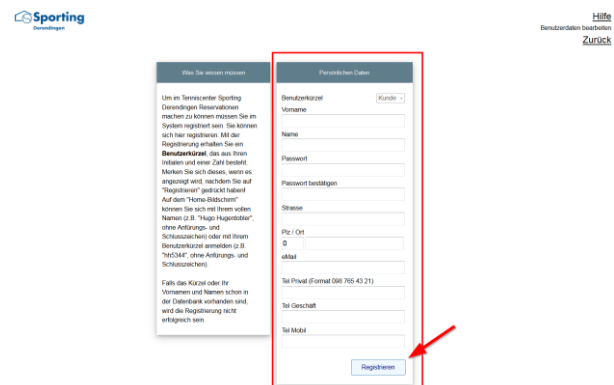 Sporting
Derendingen
Hilfe
Benutzerdaten bearbeiten
Zurück
Was Sie wissen müssen
Um im Tenniscenter Sporting
Derendingen Reservationen
machen zu können müssen Sie im
System registriert sein. Sie können
sich hier registrieren. Mit der
Registrierung erhalten Sie ein
Benutzerkürzel, das aus Ihren
Initialen und einer Zahl besteht.
Merken Sie sich dieses, wenn es
angezeigt wird, nachdem Sie auf
"Registrieren" gedrückt haben!
Auf dem "Home-Bildschirm"
können Sie sich mit Ihrem vollen
Namen (z.B. "Hugo Hugentobler",
ohne Anfürungs- und
Schlusszeichen) oder mit Ihrem
Benutzerkürzel anmelden (z.B.
"hh5344", ohne Anfürungs- und
Schlusszeichen).
Falls das Kürzel oder Ihr
Vornamen und Namen schon in
der Datenbank vorhanden sind,
wird die Registrierung nicht
erfolgreich sein.
Persönlichen Daten
Benutzerkürzel Kunde
Vorname
Name
Passwort
Passwort bestätigen
Strasse
Plz / Ort
0
eMail
Tel Privat (Format 098 765 43 21)
Tel Geschäft
Tel Mobil
Registrieren